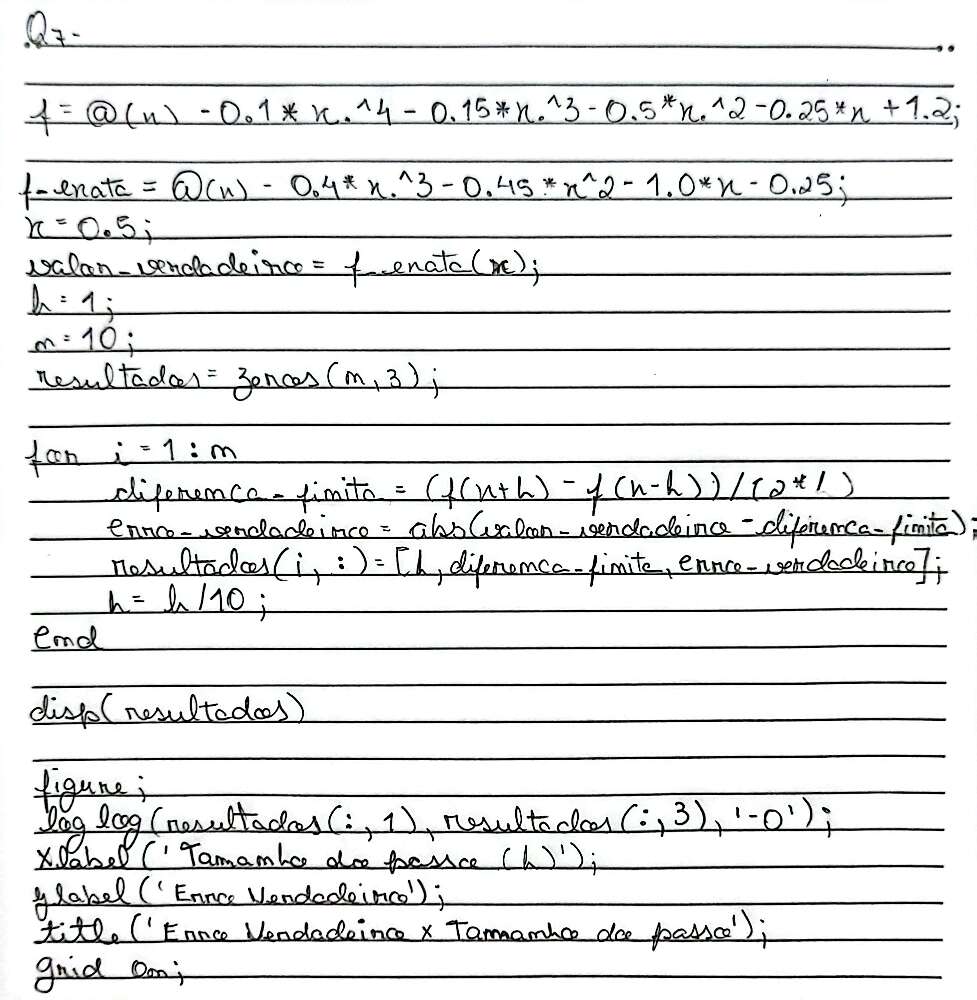 Q7-
f = @(x) - 0.1 * x.^4 - 0.15*x.^3 - 0.5*x.^2 - 0.25*x + 1.2;
f_exata = @(x) - 0.4* x.^3 - 0.45*x^2 - 1.0*x - 0.25;
x = 0.5;
valor_verdadeiro = f_exata(x);
h = 1;
n = 10;
resultados = zeros(n, 3);
for i = 1 : n
diferenca_finita = (f(x+h) - f(x-h))/(2*
erro_verdadeiro = abs(valor_verdadeiro - diferenca_finita);
resultados(i, :) = [h, diferenca_finita, erro_verdadeiro];
h = h/10;
end
disp(resultados)
figure;
loglog(resultados(:, 1), resultados(:, 3), '-o');
xlabel('Tamanho do passo (h)');
ylabel('Erro Verdadeiro');
title('Erro Verdadeiro x Tamanho do passo');
grid on;